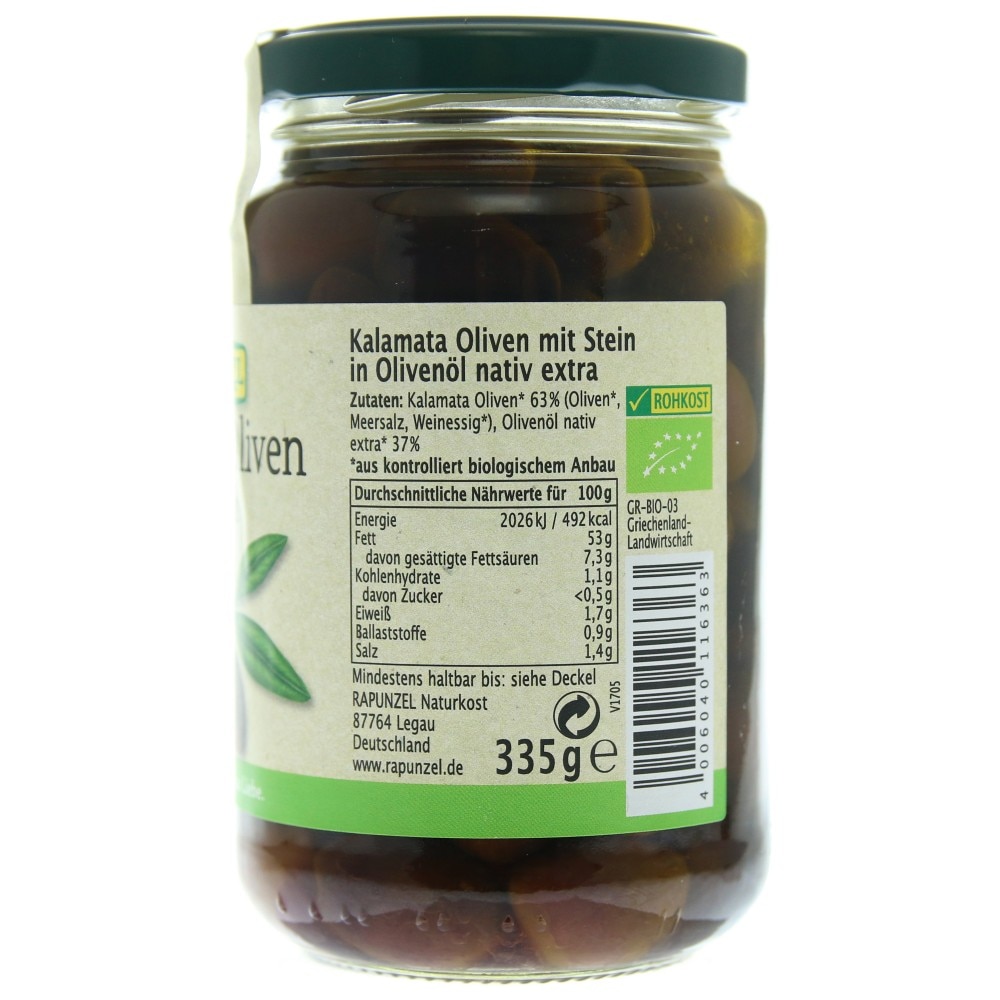 Kalamata Oliven mit Stein
in Olivenöl nativ extra
Zutaten: Kalamata Oliven* 63% (Oliven*,
Meersalz, Weinessig*), Olivenöl nativ
extra* 37%
*aus kontrolliert biologischem Anbau
Durchschnittliche Nährwerte für 100g
Energie 2026kJ / 492kcal
Fett 53g
davon gesättigte Fettsäuren 7,3g
Kohlenhydrate 1,1g
davon Zucker <0,5g
Eiweiß 1,7g
Ballaststoffe 0,9g
Salz 1,4g
Mindestens haltbar bis: siehe Deckel
RAPUNZEL Naturkost
87764 Legau
Deutschland
www.rapunzel.de
335g e
V1705
ROHKOST
GR-BIO-03
Griechenland-
Landwirtschaft
4 006040 116363
liven